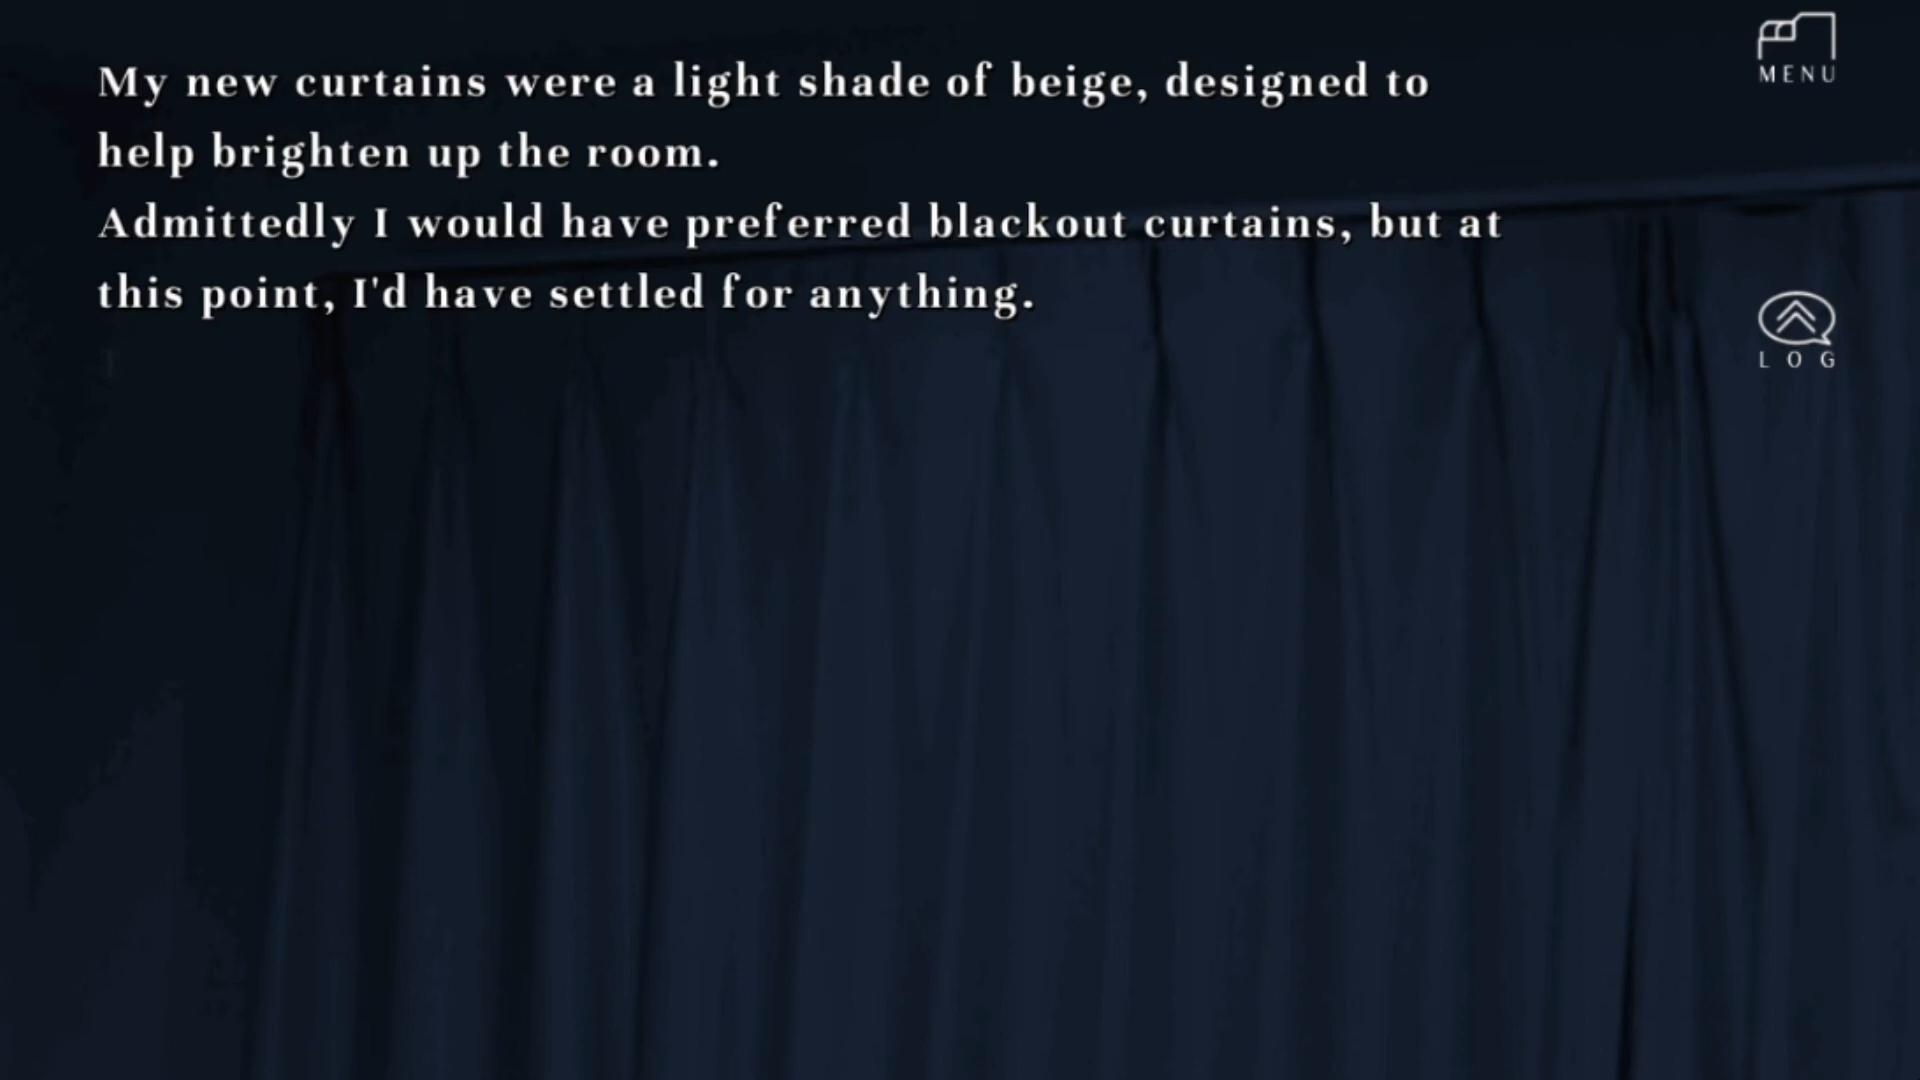 My new curtains were a light shade of beige, designed to
help brighten up the room.
Admittedly I would have preferred blackout curtains, but at
this point, I'd have settled for anything.
MENU
LOG